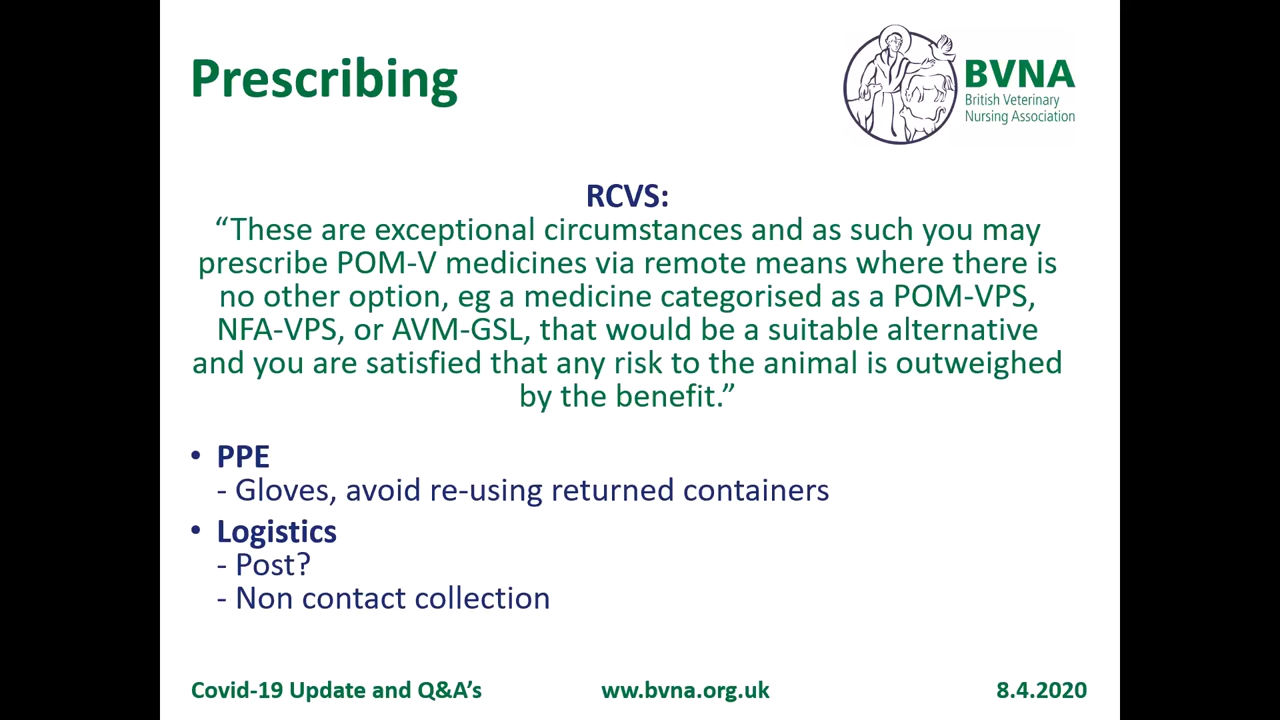 Prescribing
BVNA
British Veterinary
Nursing Association
RCVS:
“These are exceptional circumstances and as such you may
prescribe POM-V medicines via remote means where there is
no other option, eg a medicine categorised as a POM-VPS,
NFA-VPS, or AVM-GSL, that would be a suitable alternative
and you are satisfied that any risk to the animal is outweighed
by the benefit.”
• PPE
- Gloves, avoid re-using returned containers
• Logistics
- Post?
- Non contact collection
Covid-19 Update and Q&A’s ww.bvna.org.uk 8.4.2020